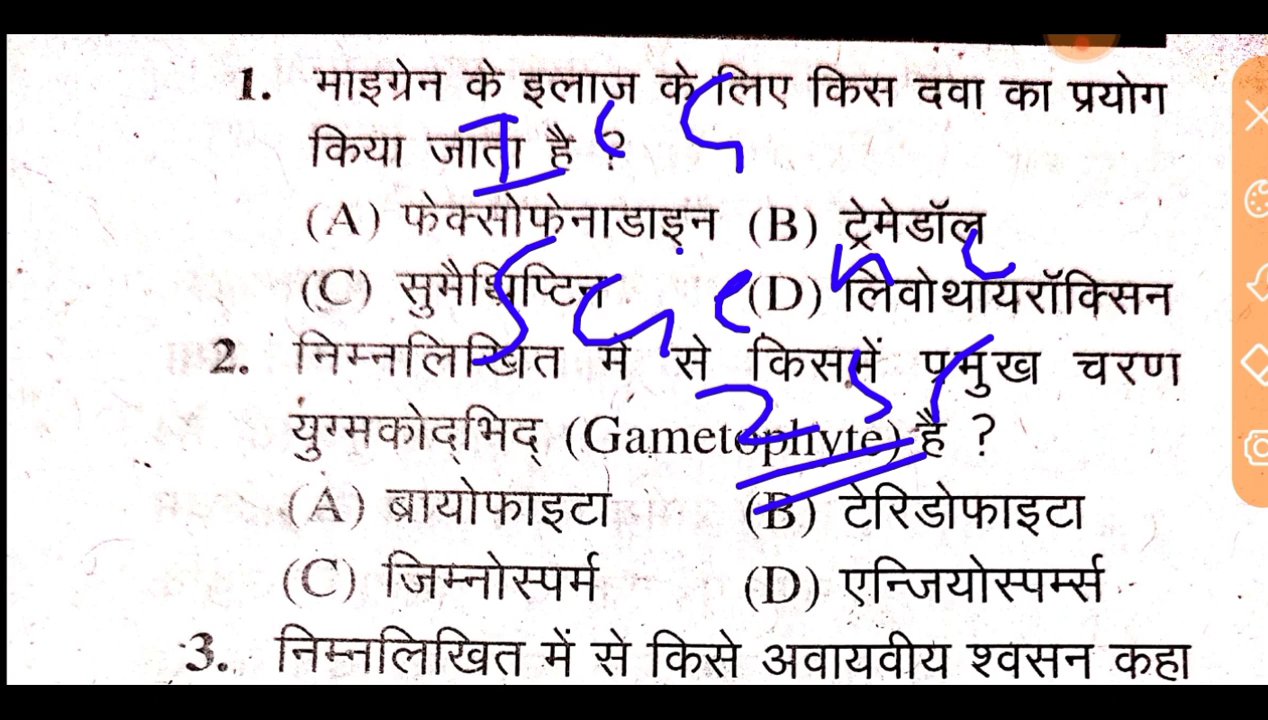 1. माइग्रेन के इलाज के लिए किस दवा का प्रयोग
किया जाता है ?
(A) फेक्सोफेनाडाइन (B) ट्रेमेडॉल
(C) सुमैथ्रिप्टिन (D) लिवोथायरॉक्सिन
2. निम्नलिखित में से किसमें प्रमुख चरण
युग्मकोद्भिद् (Gametophyte) है ?
(A) ब्रायोफाइटा (B) टेरिडोफाइटा
(C) जिम्नोस्पर्म (D) एन्जियोस्पर्म्स
3. निम्नलिखित में से किसे अवायवीय श्वसन कहा